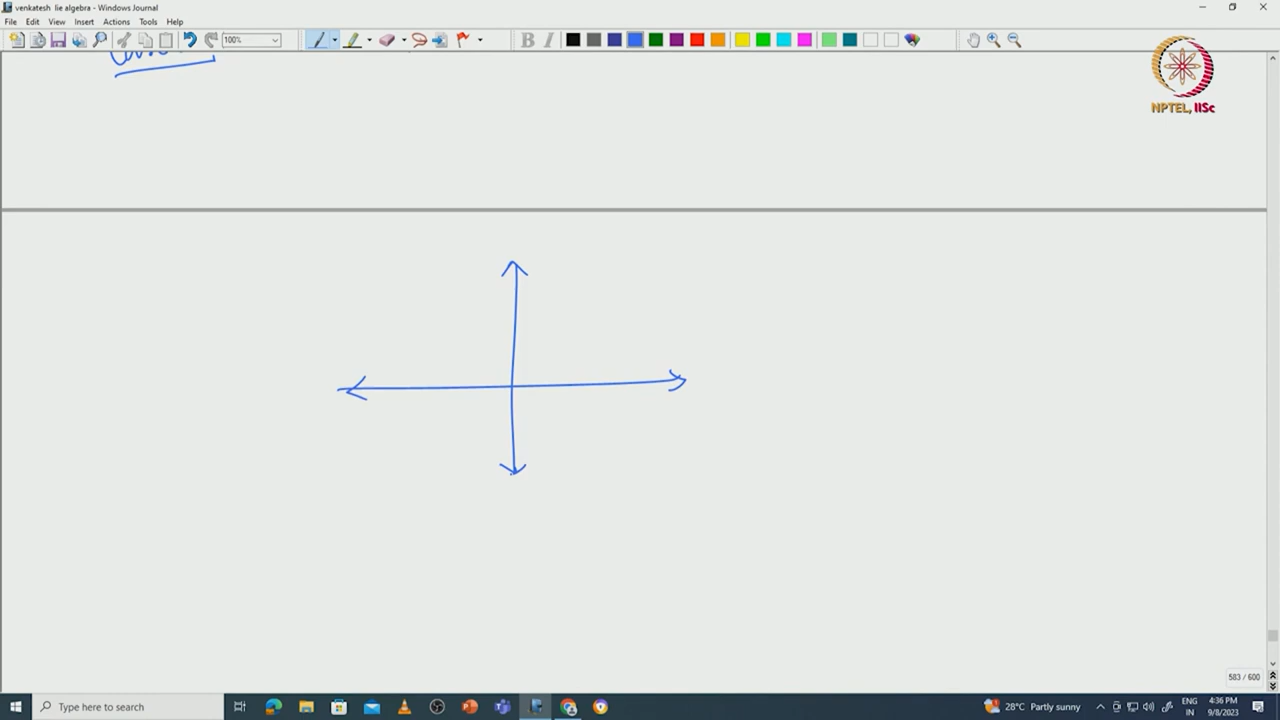 venkatesh lie algebra - Windows Journal
File Edit View Insert Actions Tools Help
100%
B I
NPTEL, IISc
583 / 600
Type here to search
28°C Partly sunny
ENG
IN
4:36 PM
9/8/2023